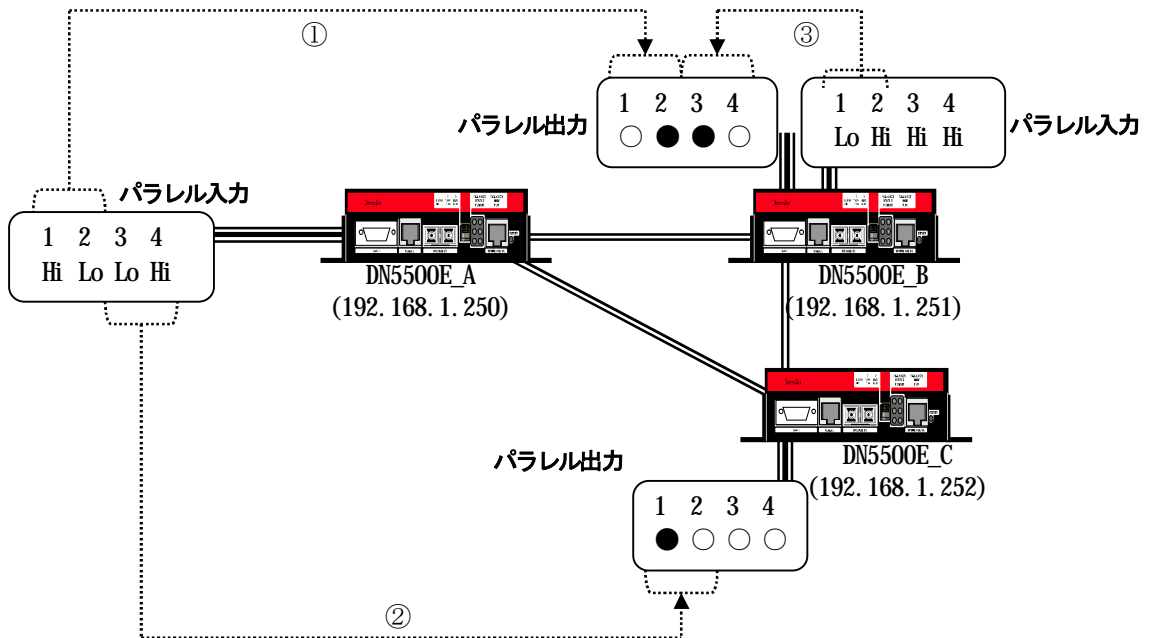 ① ③
1 2 3 4
パラレル出力
○ ● ● ○
1 2 3 4
Lo Hi Hi Hi
パラレル入力
パラレル入力
1 2 3 4
Hi Lo Lo Hi
DN5500E_A
(192.168.1.250)
DN5500E_B
(192.168.1.251)
DN5500E_C
(192.168.1.252)
パラレル出力
1 2 3 4
● ○ ○ ○
②